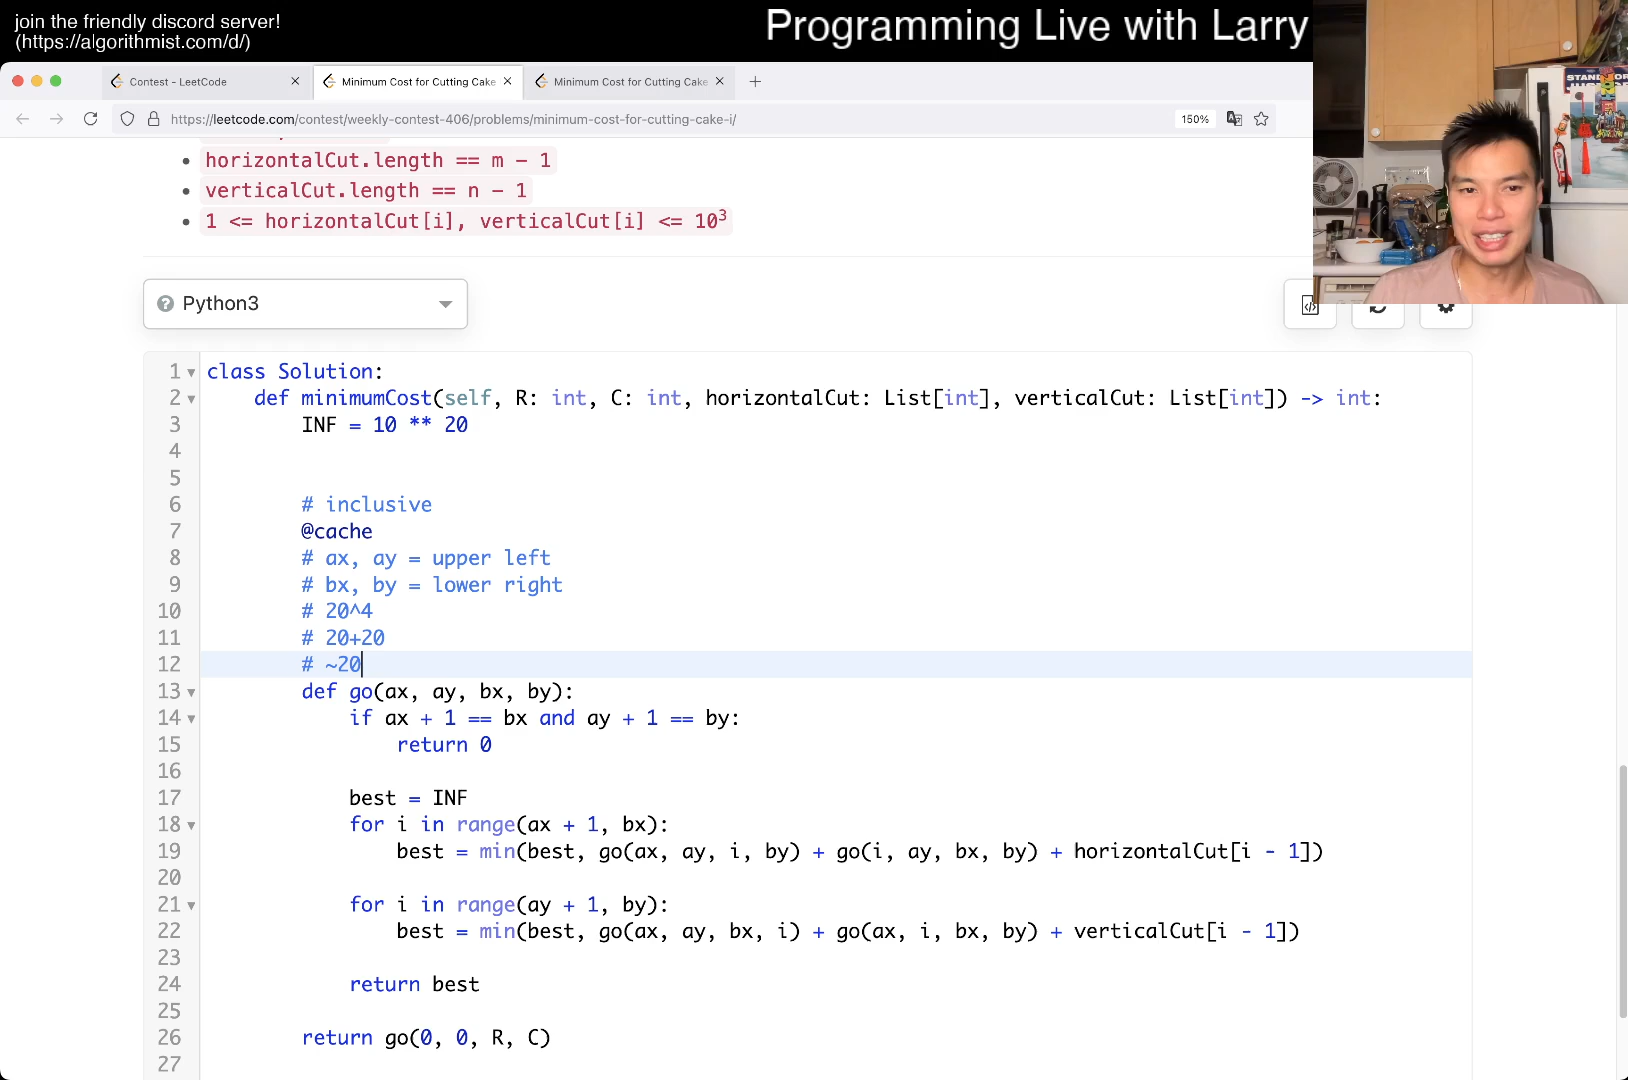 join the friendly discord server!
(https://algorithmist.com/d/)
Programming Live with Larry
Contest - LeetCode
Minimum Cost for Cutting Cake
Minimum Cost for Cutting Cake
https://leetcode.com/contest/weekly-contest-406/problems/minimum-cost-for-cutting-cake-i/
150%
horizontalCut.length == m - 1
verticalCut.length == n - 1
1 <= horizontalCut[i], verticalCut[i] <= 10³
Python3
1 class Solution:
2 def minimumCost(self, R: int, C: int, horizontalCut: List[int], verticalCut: List[int]) -> int:
3 INF = 10 ** 20
4
5
6 # inclusive
7 @cache
8 # ax, ay = upper left
9 # bx, by = lower right
10 # 20^4
11 # 20+20
12 # ~20
13 def go(ax, ay, bx, by):
14 if ax + 1 == bx and ay + 1 == by:
15 return 0
16
17 best = INF
18 for i in range(ax + 1, bx):
19 best = min(best, go(ax, ay, i, by) + go(i, ay, bx, by) + horizontalCut[i - 1])
20
21 for i in range(ay + 1, by):
22 best = min(best, go(ax, ay, bx, i) + go(ax, i, bx, by) + verticalCut[i - 1])
23
24 return best
25
26 return go(0, 0, R, C)
27